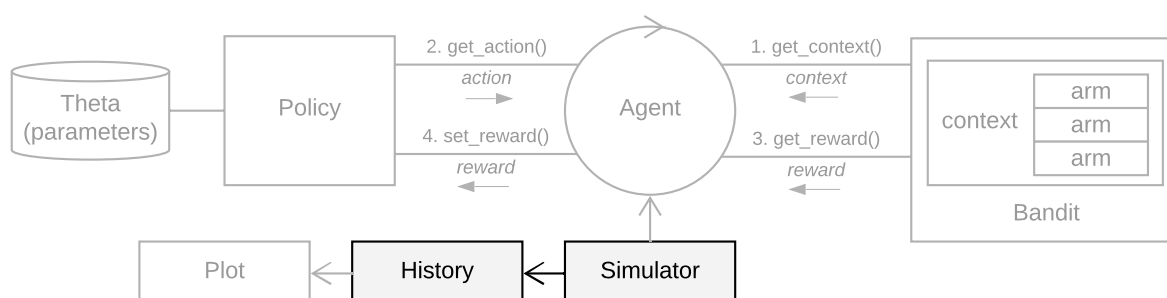 2. get_action()
1. get_context()
action
context
Theta
(parameters)
Policy
Agent
context
arm
arm
arm
4. set_reward()
3. get_reward()
reward
reward
Bandit
Plot
History
Simulator